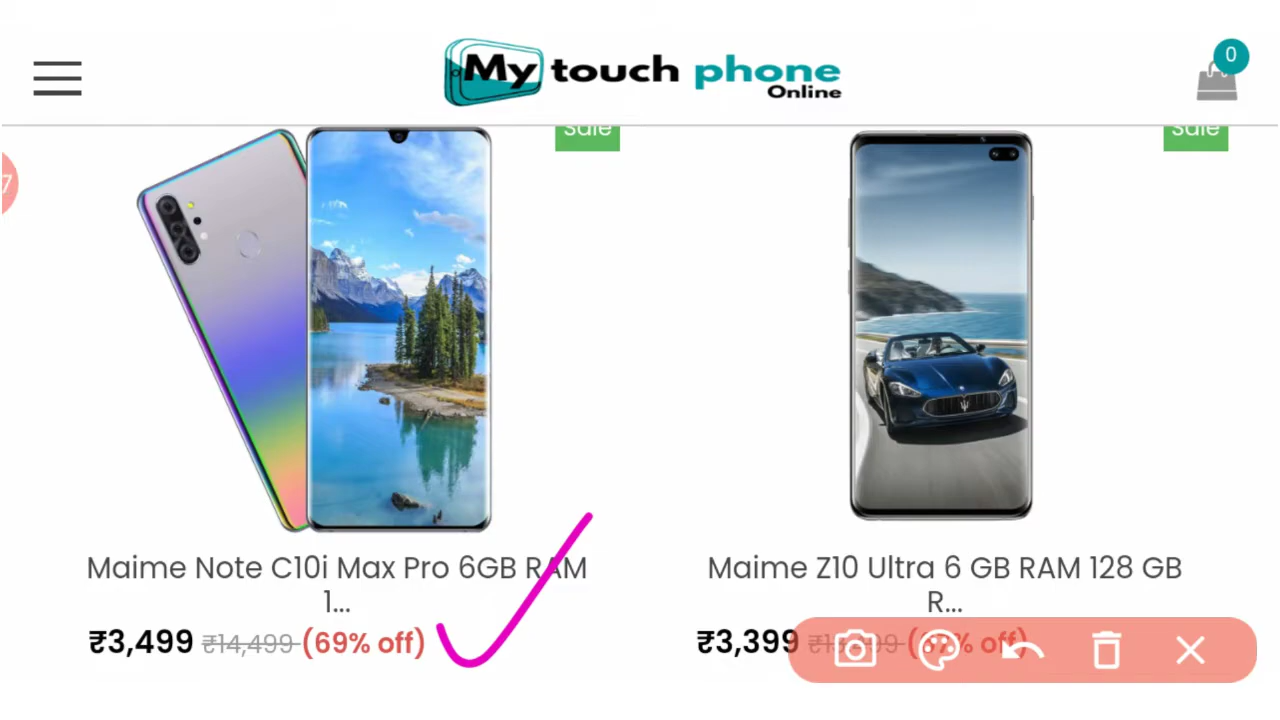 My touch phone
Online
0
Sale
Sale
7
Maime Note C10i Max Pro 6GB RAM
1...
₹3,499 ₹14,499 (69% off)
Maime Z10 Ultra 6 GB RAM 128 GB
R...
₹3,399